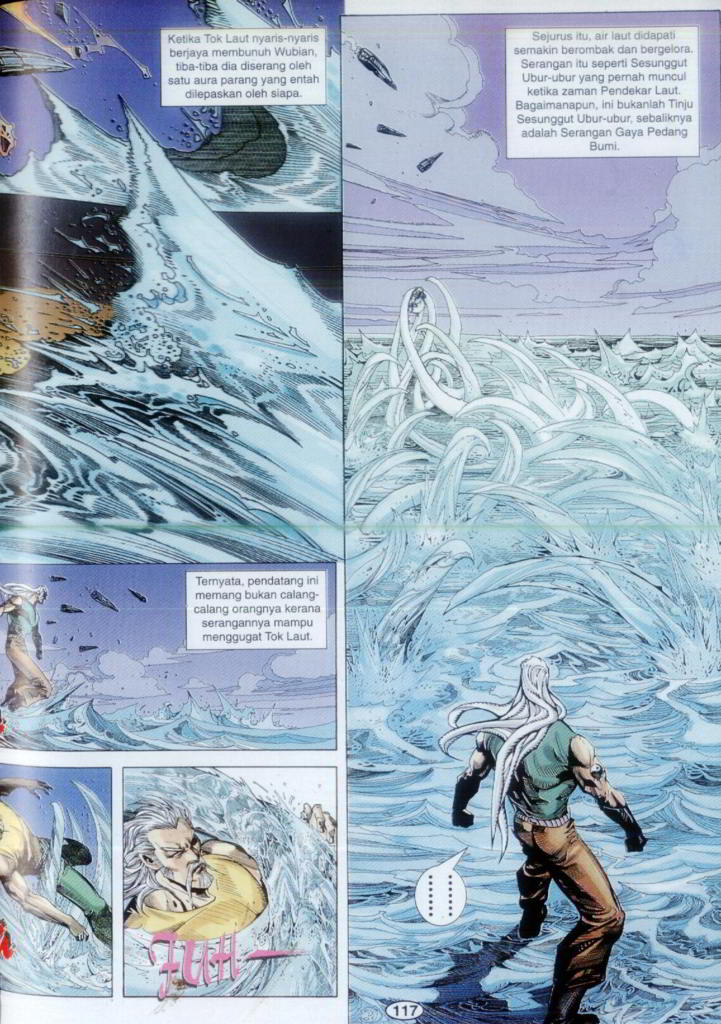 Ketika Tok Laut nyaris-nyaris
berjaya membunuh Wubian,
tiba-tiba dia diserang oleh
satu aura parang yang entah
dilepaskan oleh siapa.
Ternyata, pendatang ini
memang bukan calang-
calang orangnya kerana
serangannya mampu
menggugat Tok Laut.
FUH—
Sejurus itu, air laut didapati
semakin berombak dan bergelora.
Serangan itu seperti Sesunggut
Ubur-ubur yang pernah muncul
ketika zaman Pendekar Laut.
Bagaimanapun, ini bukanlah Tinju
Sesunggut Ubur-ubur, sebaliknya
adalah Serangan Gaya Pedang
Bumi.
117